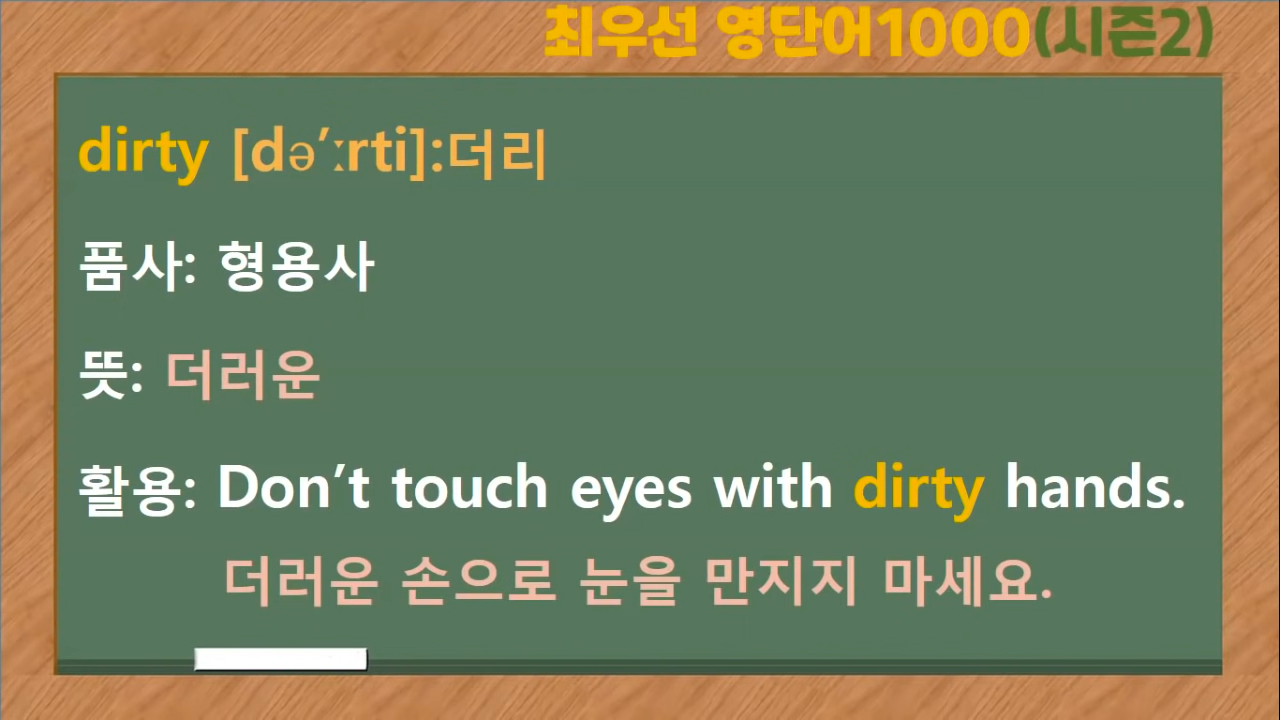 최우선 영단어1000(시즌2)
dirty [də′ːrti]:더리
품사: 형용사
뜻: 더러운
활용: Don’t touch eyes with dirty hands.
더러운 손으로 눈을 만지지 마세요.